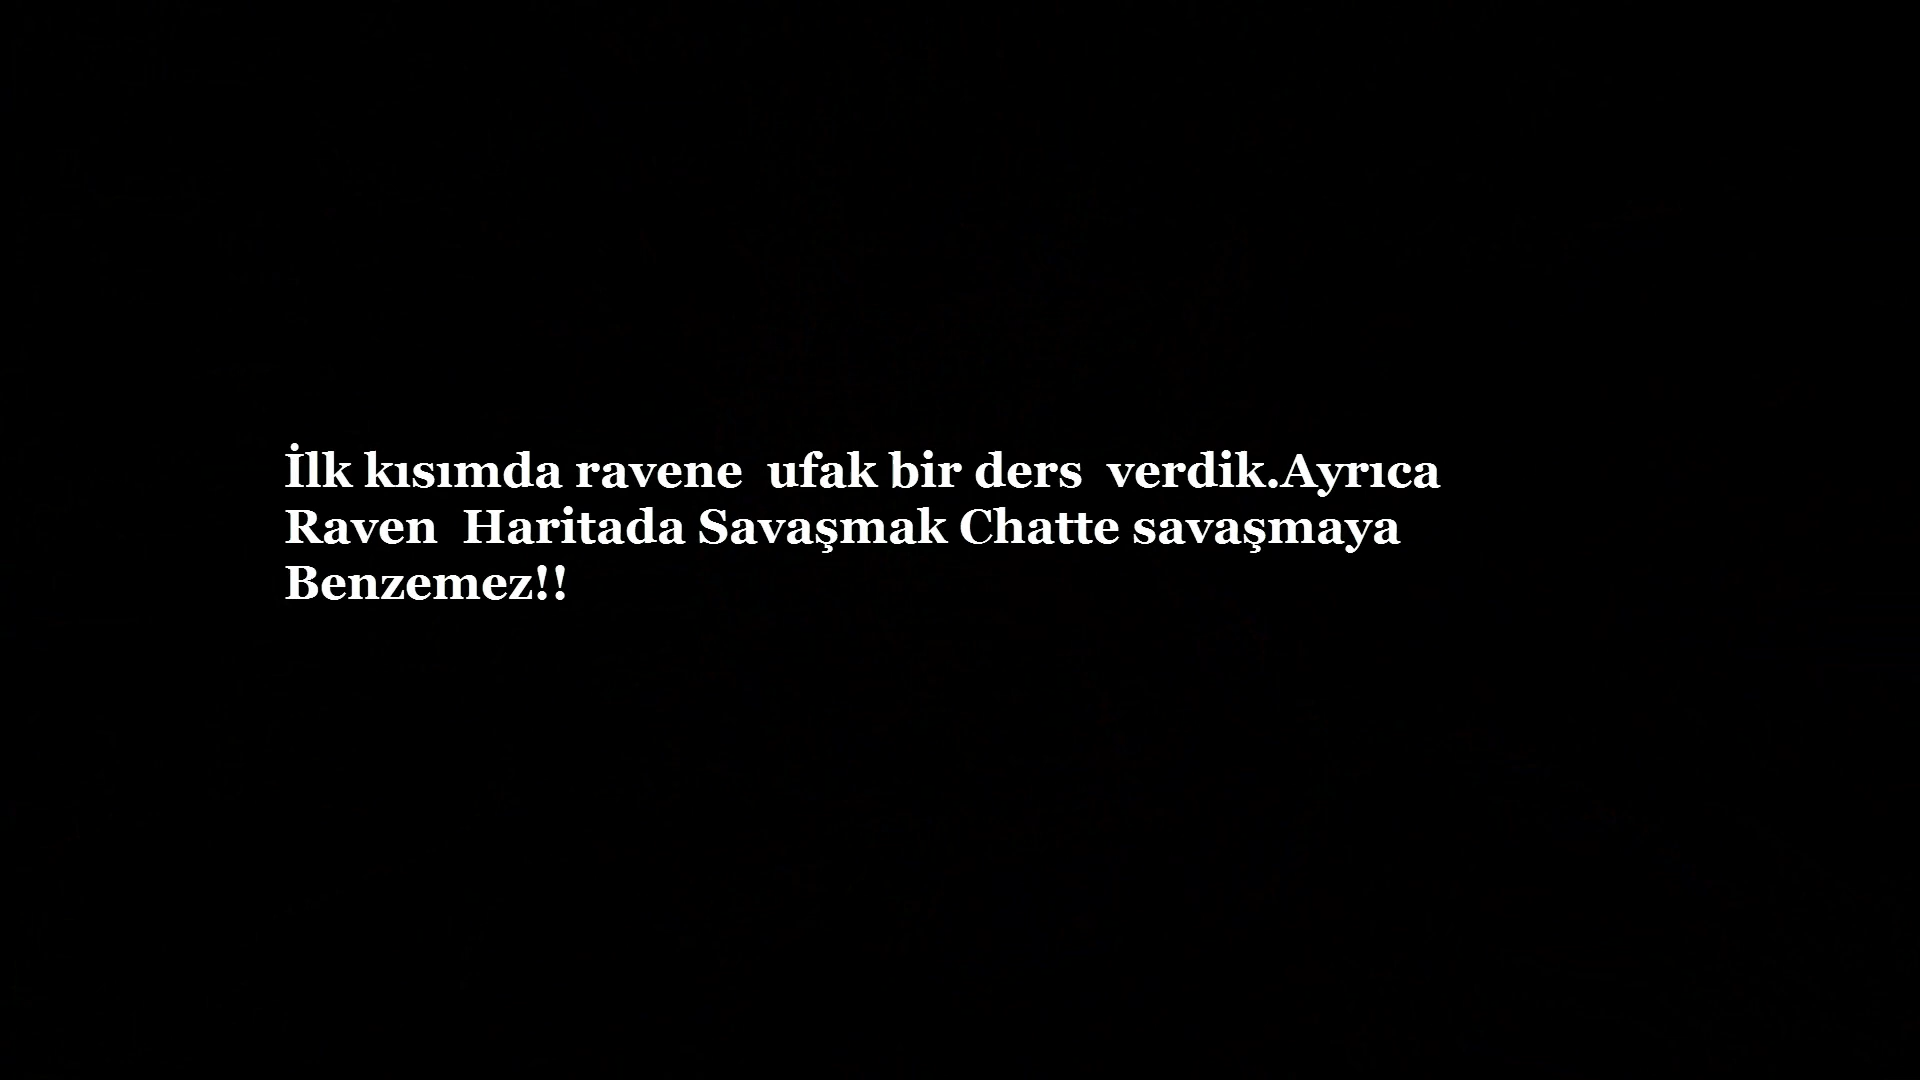 İlk kısımda ravene  ufak bir ders  verdik.Ayrıca
Raven  Haritada Savaşmak Chatte savaşmaya
Benzemez!!